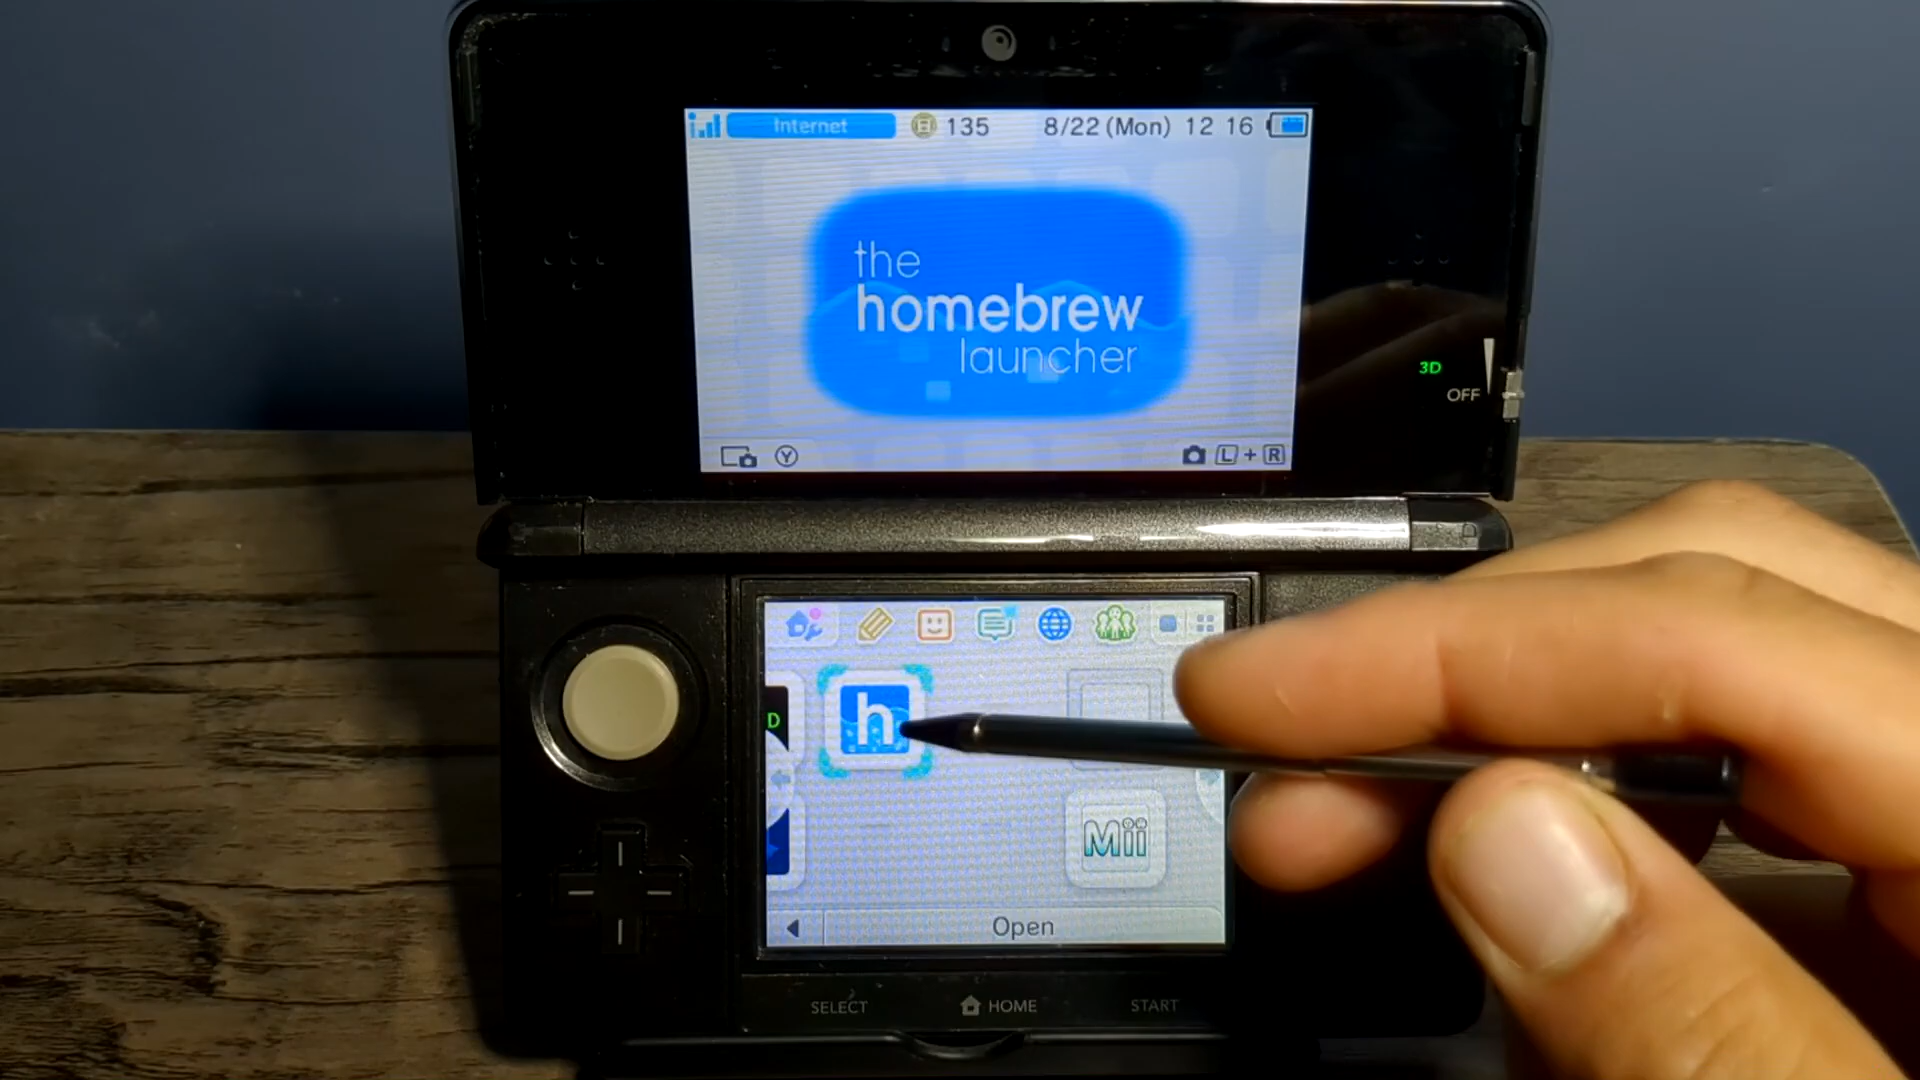 Internet 135 8/22 (Mon) 12 16
the
homebrew
launcher
Y L + R
3D
OFF
D
h
Mii
Open
SELECT HOME START